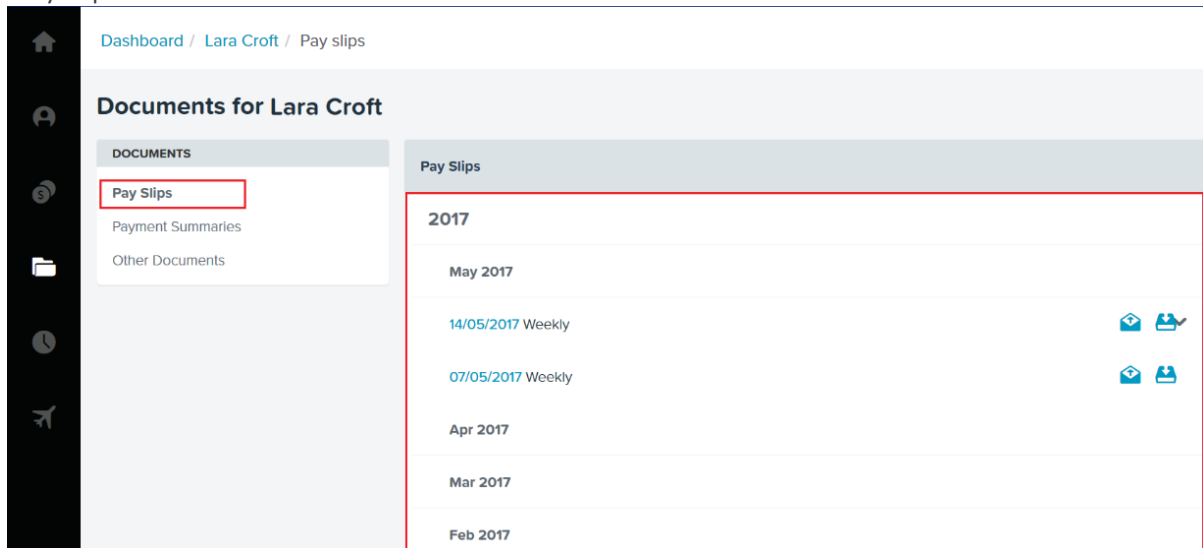 Dashboard / Lara Croft / Pay slips
Documents for Lara Croft
DOCUMENTS
Pay Slips
Payment Summaries
Other Documents
Pay Slips
2017
May 2017
14/05/2017 Weekly
07/05/2017 Weekly
Apr 2017
Mar 2017
Feb 2017